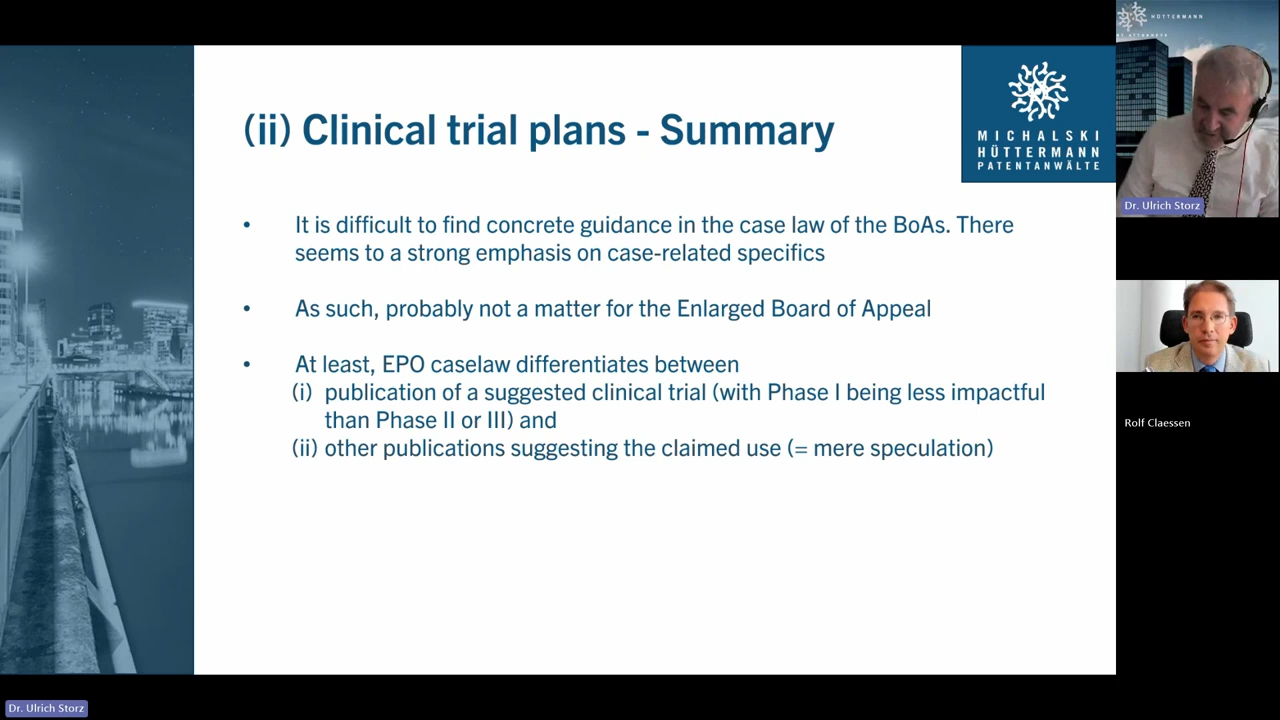 (ii) Clinical trial plans - Summary
MICHALSKI
HÜTTERMANN
PATENTANWÄLTE
• It is difficult to find concrete guidance in the case law of the BoAs. There
seems to a strong emphasis on case-related specifics
• As such, probably not a matter for the Enlarged Board of Appeal
• At least, EPO caselaw differentiates between
(i) publication of a suggested clinical trial (with Phase I being less impactful
than Phase II or III) and
(ii) other publications suggesting the claimed use (= mere speculation)
HÜTTERMANN
Dr. Ulrich Storz
Rolf Claessen
Dr. Ulrich Storz